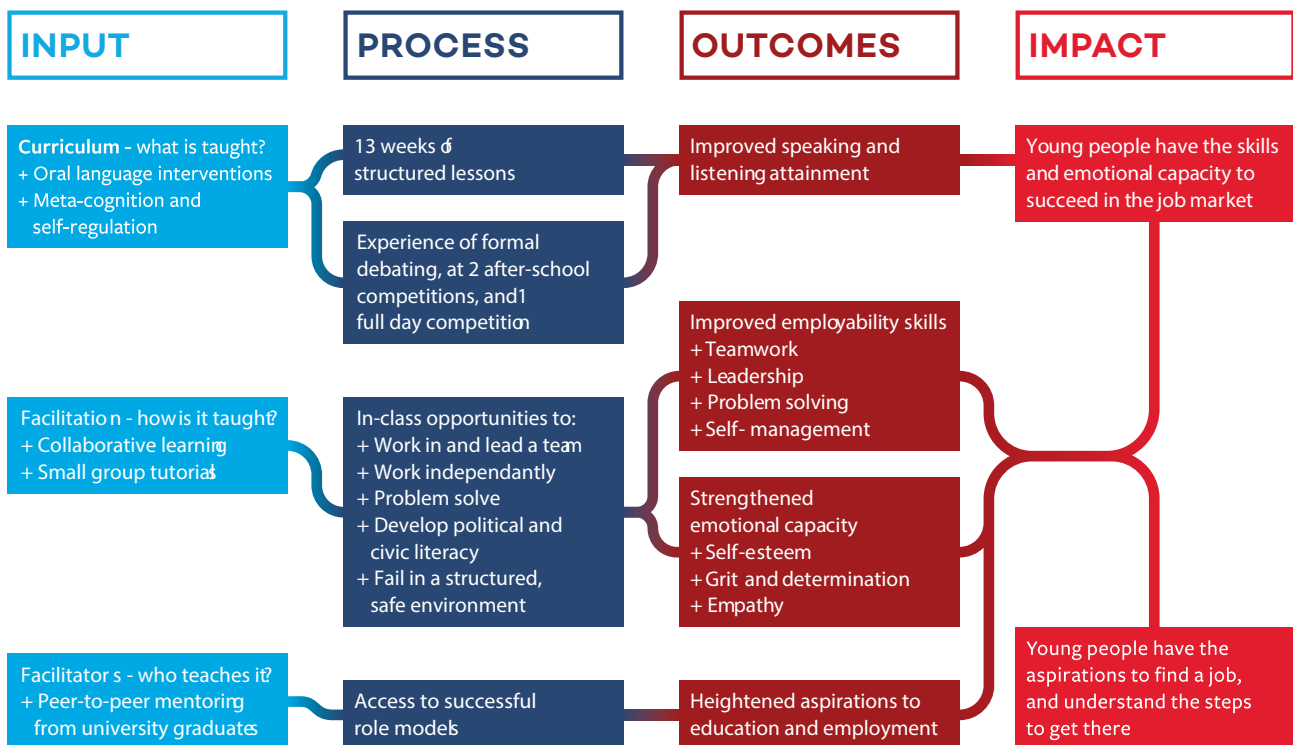 INPUT
PROCESS
OUTCOMES
IMPACT
Curriculum - what is taught?
+ Oral language interventions
+ Meta-cognition and
self-regulation
13 weeks of
structured lessons
Experience of formal
debating, at 2 after-school
competitions, and 1
full day competition
Improved speaking and
listening attainment
Young people have the skills
and emotional capacity to
succeed in the job market
Facilitation - how is it taught?
+ Collaborative learning
+ Small group tutorials
In-class opportunities to:
+ Work in and lead a team
+ Work independantly
+ Problem solve
+ Develop political and
civic literacy
+ Fail in a structured,
safe environment
Improved employability skills
+ Teamwork
+ Leadership
+ Problem solving
+ Self- management
Strengthened
emotional capacity
+ Self-esteem
+ Grit and determination
+ Empathy
Facilitators - who teaches it?
+ Peer-to-peer mentoring
from university graduates
Access to successful
role models
Heightened aspirations to
education and employment
Young people have the
aspirations to find a job,
and understand the steps
to get there